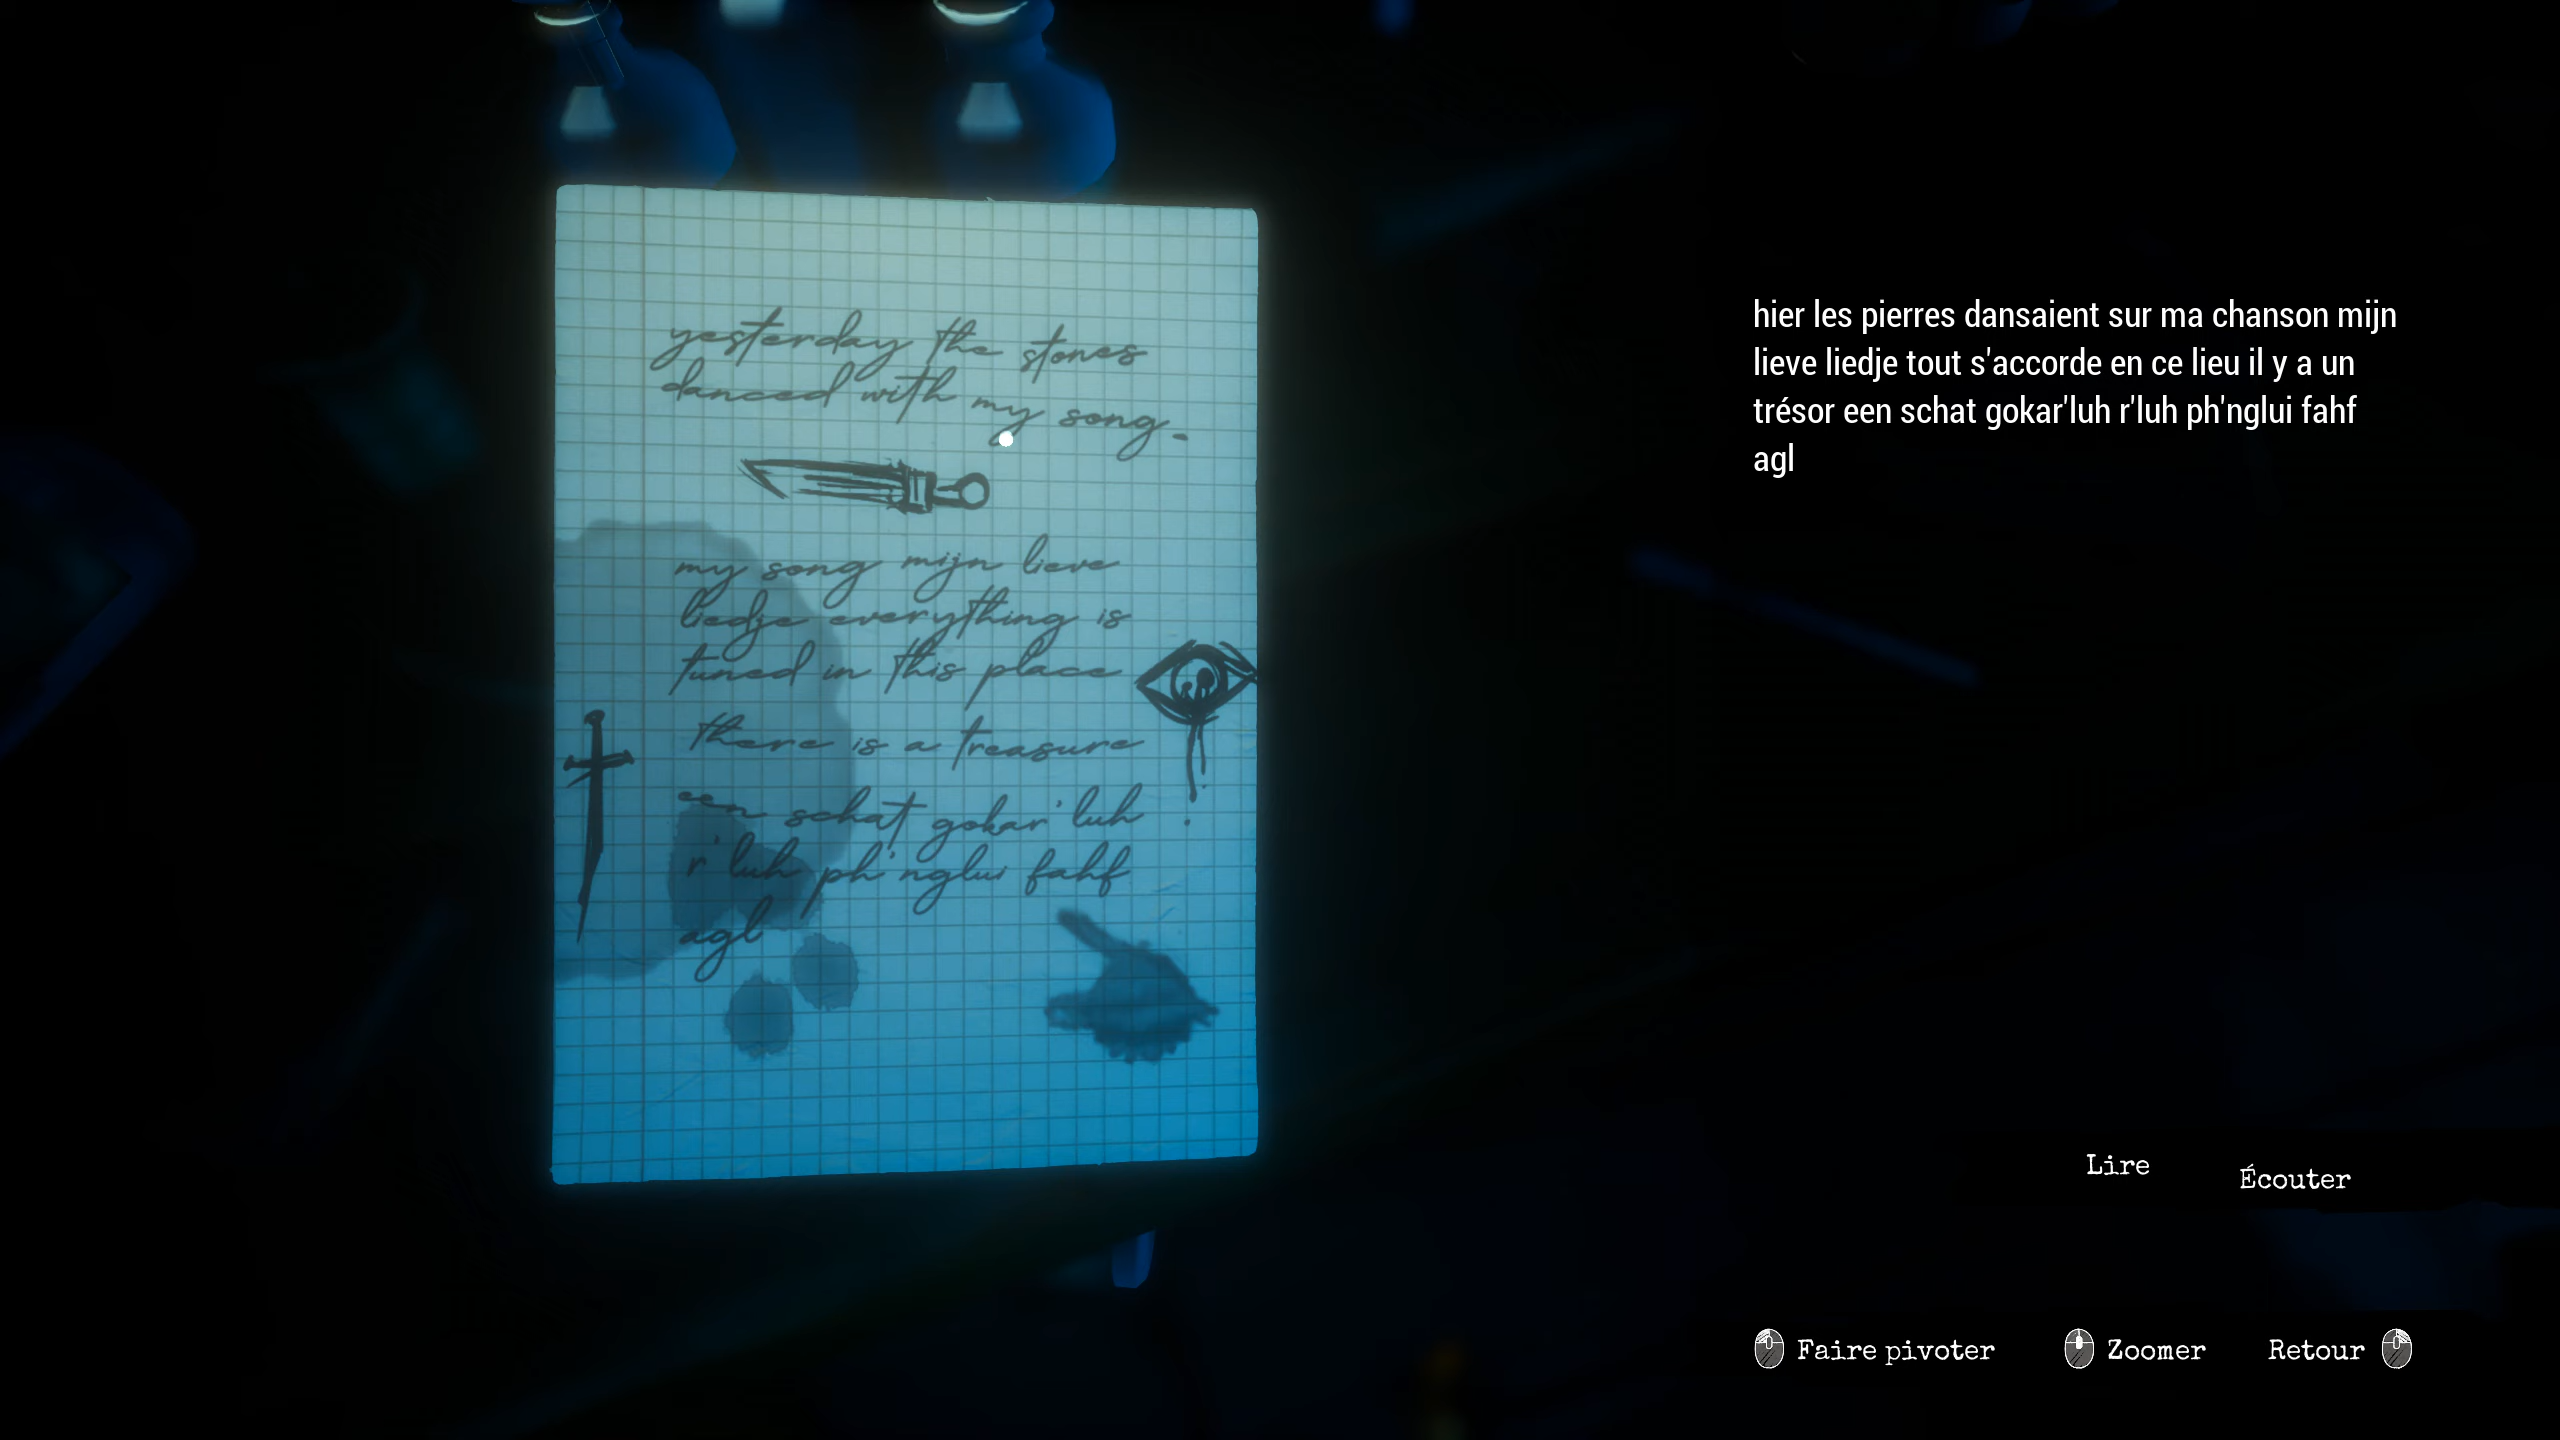 yesterday the stones
danced with my song.
my song mijn lieve
liedje everything is
tuned in this place
there is a treasure
een schat gokar'luh
r'luh ph'nglui fahf
agl
hier les pierres dansaient sur ma chanson mijn
lieve liedje tout s'accorde en ce lieu il y a un
trésor een schat gokar'luh r'luh ph'nglui fahf
agl
Lire
Écouter
Faire pivoter
Zoomer
Retour